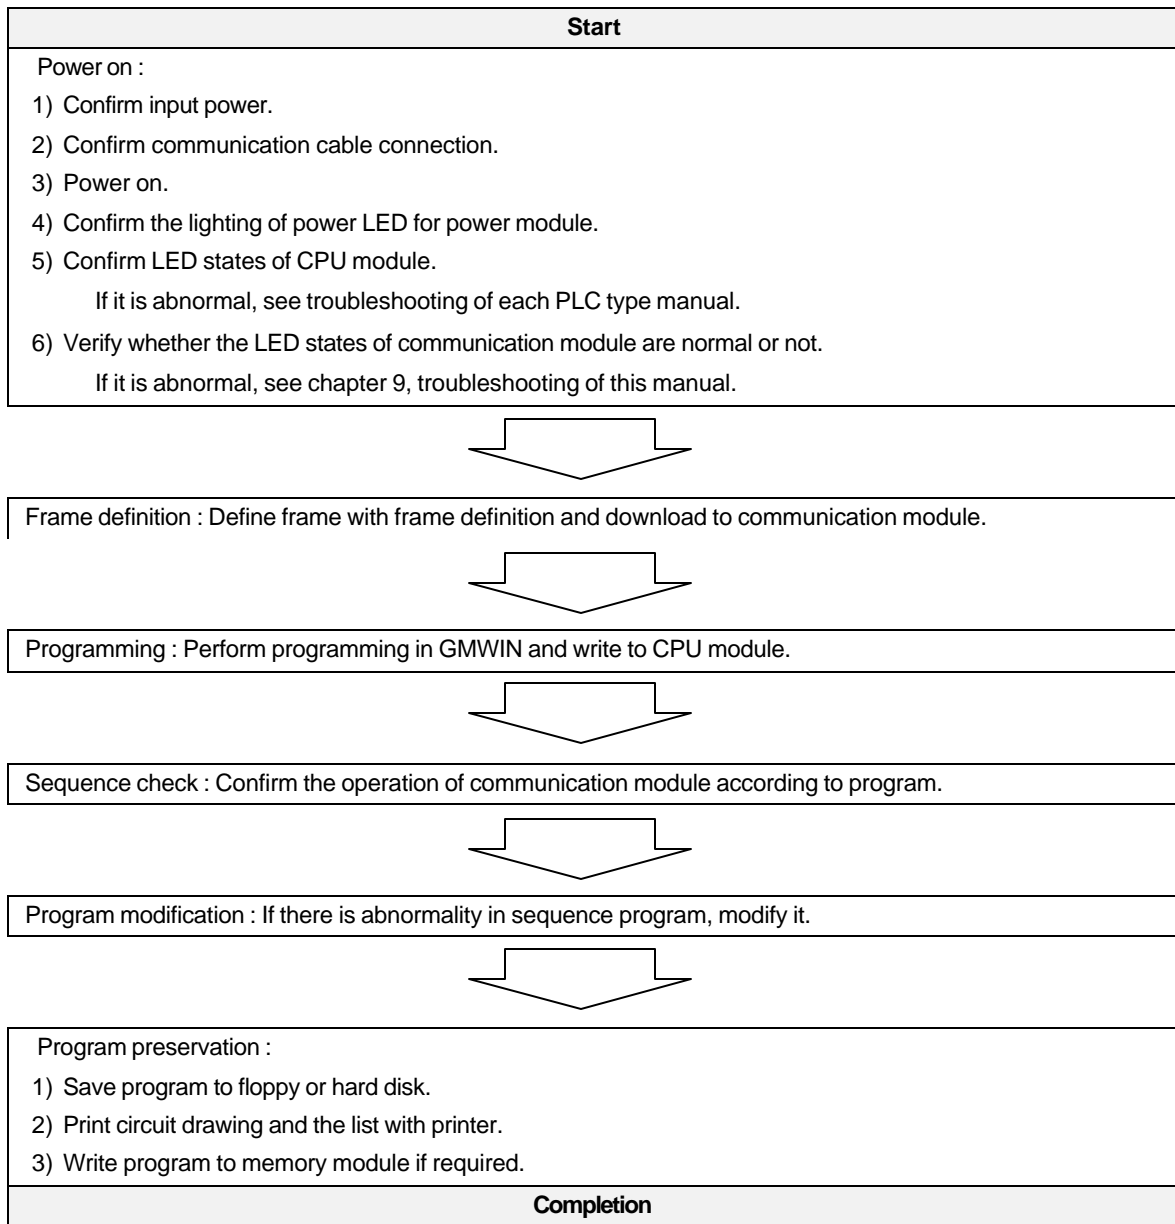 Start
Power on :
1) Confirm input power.
2) Confirm communication cable connection.
3) Power on.
4) Confirm the lighting of power LED for power module.
5) Confirm LED states of CPU module.
If it is abnormal, see troubleshooting of each PLC type manual.
6) Verify whether the LED states of communication module are normal or not.
If it is abnormal, see chapter 9, troubleshooting of this manual.
Frame definition : Define frame with frame definition and download to communication module.
Programming : Perform programming in GMWIN and write to CPU module.
Sequence check : Confirm the operation of communication module according to program.
Program modification : If there is abnormality in sequence program, modify it.
Program preservation :
1) Save program to floppy or hard disk.
2) Print circuit drawing and the list with printer.
3) Write program to memory module if required.
Completion